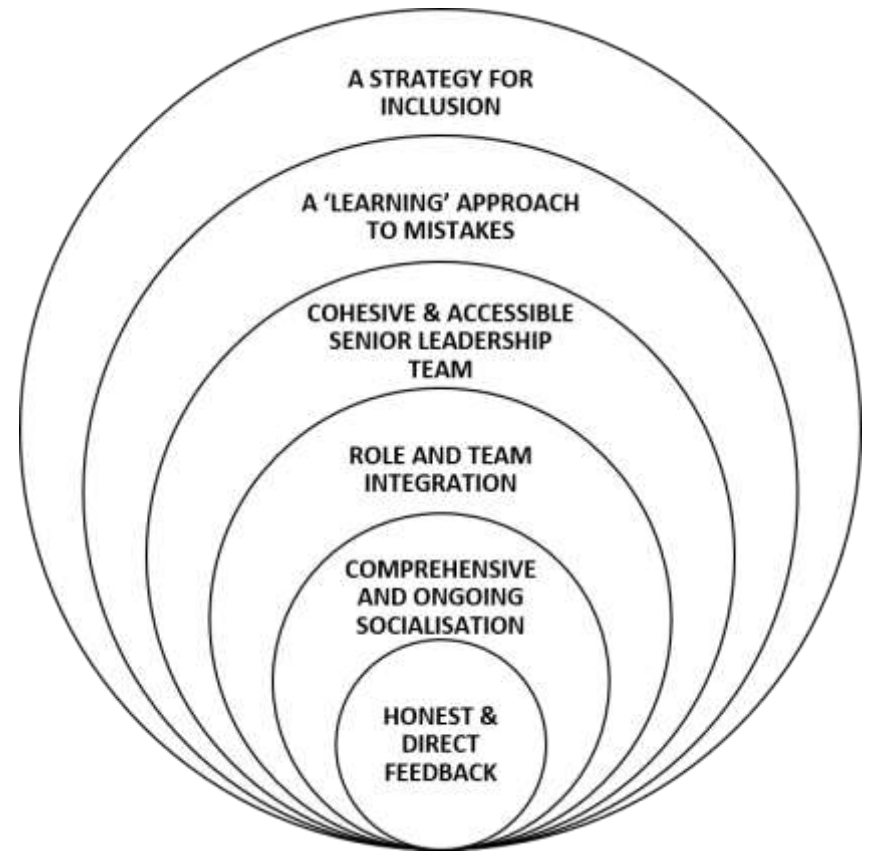 A STRATEGY FOR
INCLUSION
A ‘LEARNING’ APPROACH
TO MISTAKES
COHESIVE & ACCESSIBLE
SENIOR LEADERSHIP
TEAM
ROLE AND TEAM
INTEGRATION
COMPREHENSIVE
AND ONGOING
SOCIALISATION
HONEST &
DIRECT
FEEDBACK